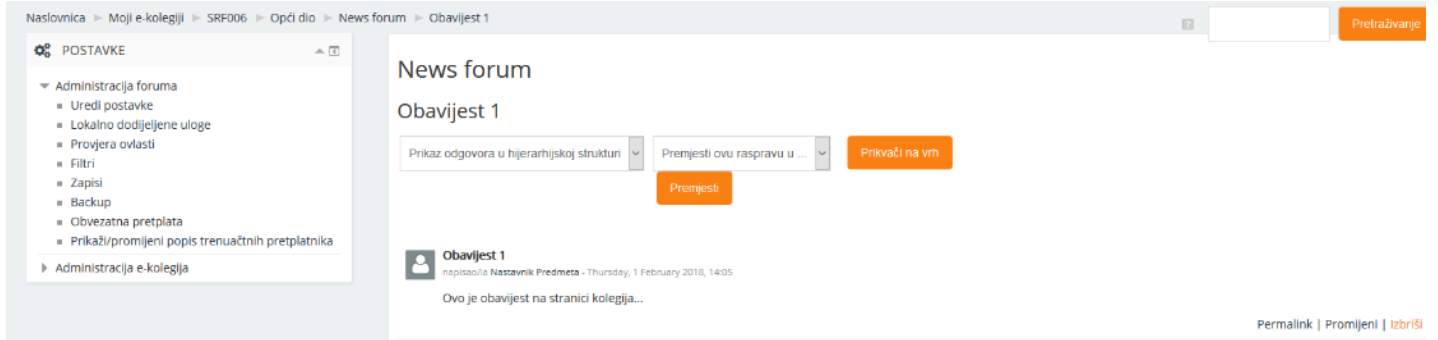 Naslovnica ► Moji e-kolegiji ► SRF006 ► Opći dio ► News forum ► Obavijest 1
Pretraživanje
POSTAVKE
Administracija foruma
Uredi postavke
Lokalno dodijeljene uloge
Provjera ovlasti
Filtri
Zapisi
Backup
Obvezatna pretplata
Prikaži/promijeni popis trenuačtnih pretplatnika
Administracija e-kolegija
News forum
Obavijest 1
Prikaz odgovora u hijerarhijskoj strukturi
Premjesti ovu raspravu u ...
Prikvači na vrh
Premjesti
Obavijest 1
napisao/la Nastavnik Predmeta - Thursday, 1 February 2018, 14:05
Ovo je obavijest na stranici kolegija...
Permalink | Promijeni | Izbriši